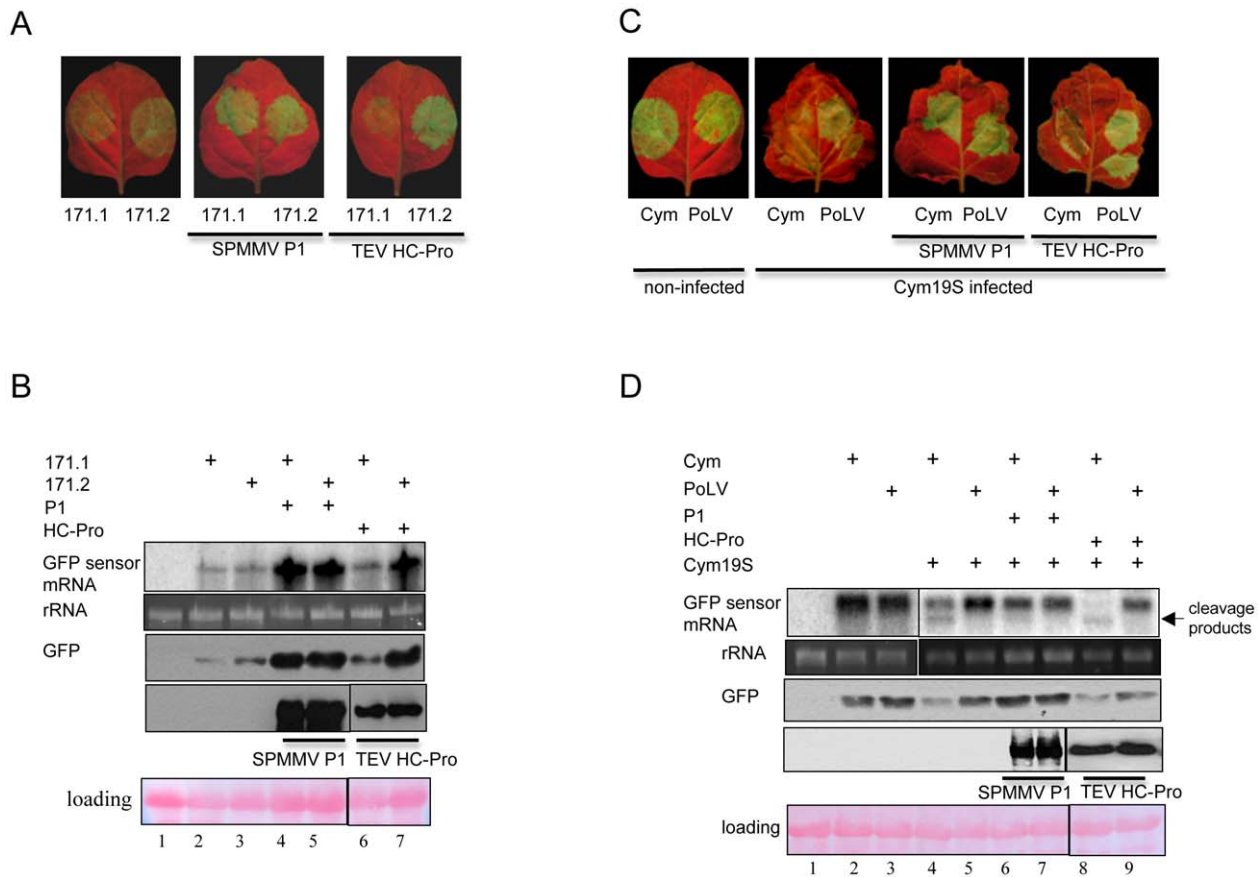 A
171.1 171.2 171.1 171.2 171.1 171.2
SPMMV P1 TEV HC-Pro
B
171.1 + + +
171.2 + + +
P1 + +
HC-Pro + +
GFP sensor
mRNA
rRNA
GFP
SPMMV P1 TEV HC-Pro
loading
1 2 3 4 5 6 7
C
Cym PoLV Cym PoLV Cym PoLV Cym PoLV
SPMMV P1 TEV HC-Pro
non-infected Cym19S infected
D
Cym + + + +
PoLV + + + +
P1 + +
HC-Pro + +
Cym19S + + + + + +
GFP sensor
mRNA
cleavage
products
rRNA
GFP
SPMMV P1 TEV HC-Pro
loading
1 2 3 4 5 6 7 8 9